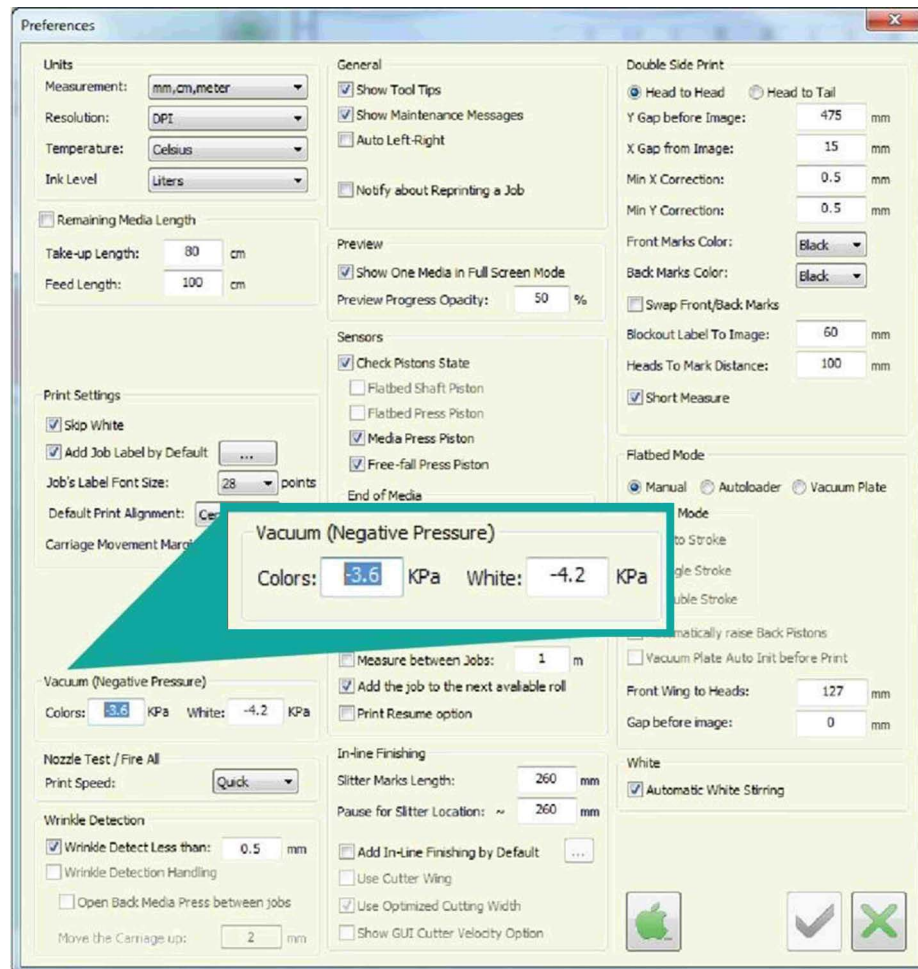 Preferences
Units
Measurement: mm,cm,meter
Resolution: DPI
Temperature: Celsius
Ink Level Liters
Remaining Media Length
Take-up Length: 80 cm
Feed Length: 100 cm
Print Settings
Skip White
Add Job Label by Default ...
Job's Label Font Size: 28 points
Default Print Alignment:
Carriage Movement
Vacuum (Negative Pressure)
Colors: -3.6 KPa White: -4.2 KPa
Nozzle Test / Fire All
Print Speed: Quick
Wrinkle Detection
Wrinkle Detect Less than: 0.5 mm
Wrinkle Detection Handling
Open Back Media Press between jobs
Move the Carriage up: 2 mm
General
Show Tool Tips
Show Maintenance Messages
Auto Left-Right
Notify about Reprinting a Job
Preview
Show One Media in Full Screen Mode
Preview Progress Opacity: 50 %
Sensors
Check Pistons State
Flatbed Shaft Piston
Flatbed Press Piston
Media Press Piston
Free-fall Press Piston
End of Media
Vacuum (Negative Pressure)
Colors: -3.6 KPa White: -4.2 KPa
Measure between Jobs: 1 m
Add the job to the next available roll
Print Resume option
In-line Finishing
Slitter Marks Length: 260 mm
Pause for Slitter Location: ~ 260 mm
Add In-Line Finishing by Default ...
Use Cutter Wing
Use Optimized Cutting Width
Show GUI Cutter Velocity Option
Double Side Print
Head to Head Head to Tail
Y Gap before Image: 475 mm
X Gap from Image: 15 mm
Min X Correction: 0.5 mm
Min Y Correction: 0.5 mm
Front Marks Color: Black
Back Marks Color: Black
Swap Front/Back Marks
Blockout Label To Image: 60 mm
Heads To Mark Distance: 100 mm
Short Measure
Flatbed Mode
Manual Autoloader Vacuum Plate
Mode
Stroke
Stroke
Stroke
raise Back Pistons
Vacuum Plate Auto Init before Print
Front Wing to Heads: 127 mm
Gap before image: 0 mm
White
Automatic White Stirring